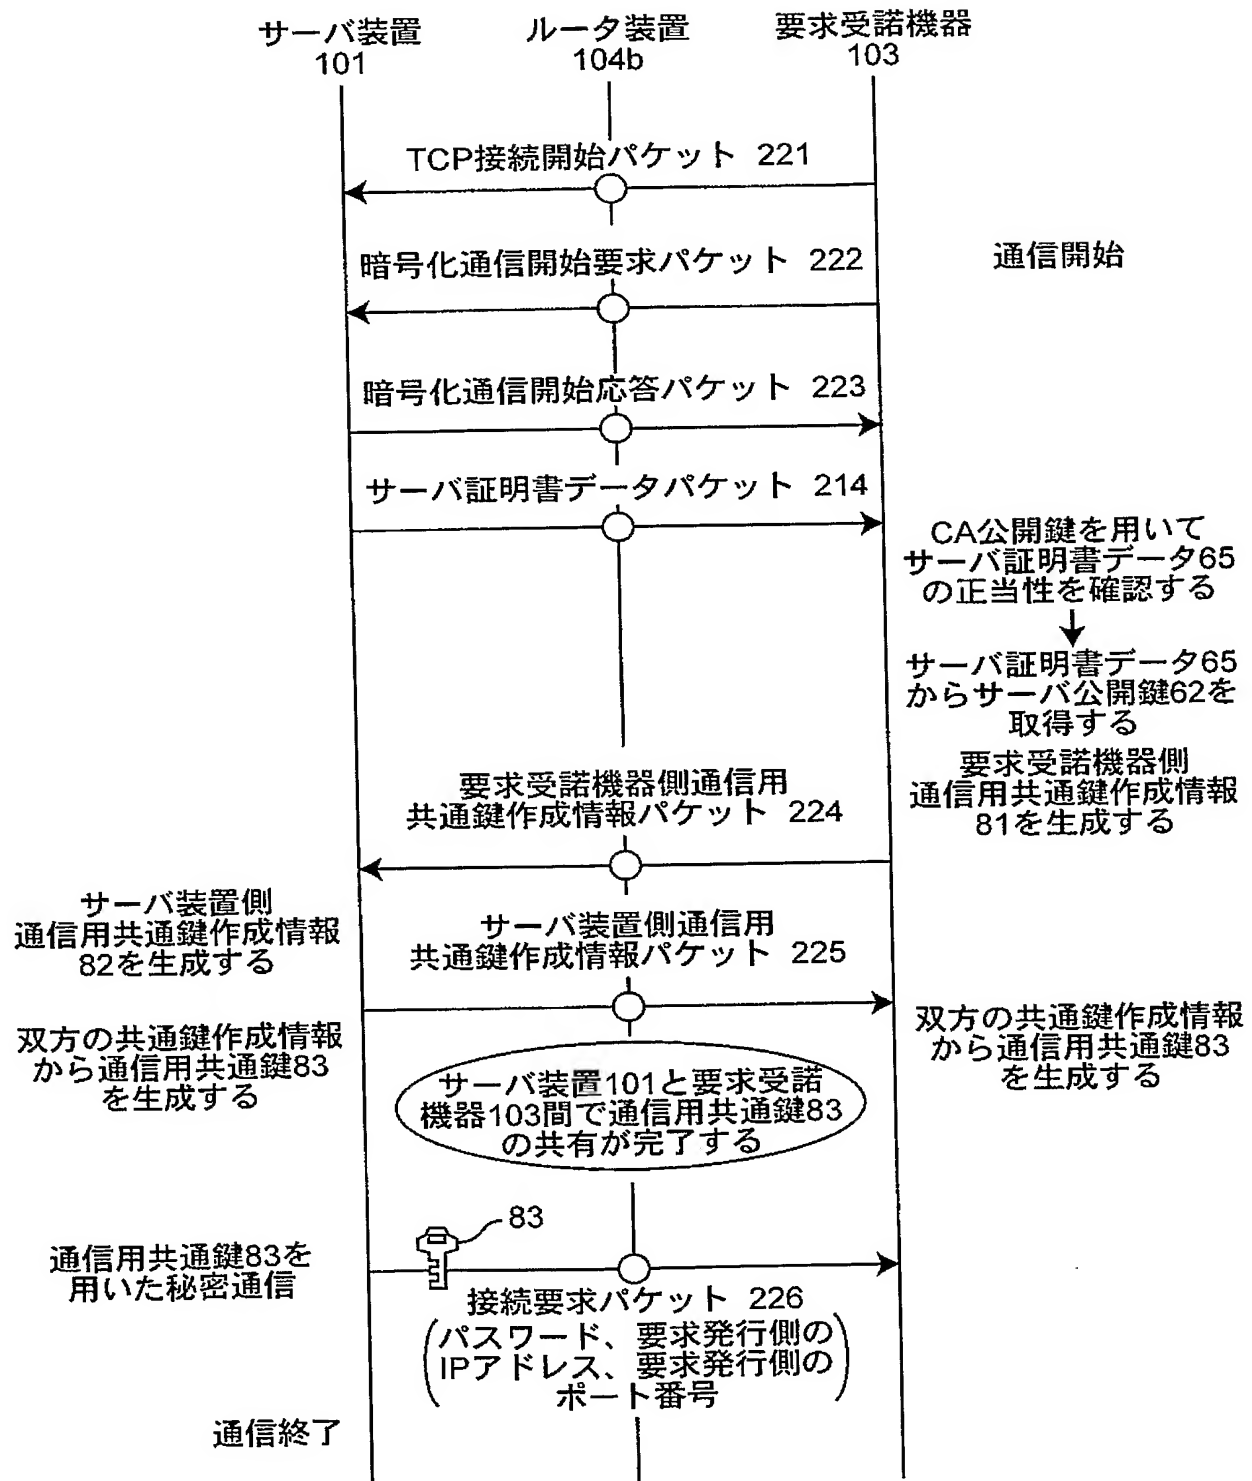 サーバ装置
101
ルータ装置
104b
要求受諾機器
103
TCP接続開始パケット 221
通信開始
暗号化通信開始要求パケット 222
暗号化通信開始応答パケット 223
サーバ証明書データパケット 214
CA公開鍵を用いて
サーバ証明書データ65
の正当性を確認する
サーバ証明書データ65
からサーバ公開鍵62を
取得する
要求受諾機器側
通信用共通鍵作成情報
81を生成する
要求受諾機器側通信用
共通鍵作成情報パケット 224
サーバ装置側
通信用共通鍵作成情報
82を生成する
サーバ装置側通信用
共通鍵作成情報パケット 225
双方の共通鍵作成情報
から通信用共通鍵83
を生成する
双方の共通鍵作成情報
から通信用共通鍵83
を生成する
サーバ装置101と要求受諾
機器103間で通信用共通鍵83
の共有が完了する
83
通信用共通鍵83を
用いた秘密通信
接続要求パケット 226
(パスワード、要求発行側の
IPアドレス、要求発行側の
ポート番号)
通信終了